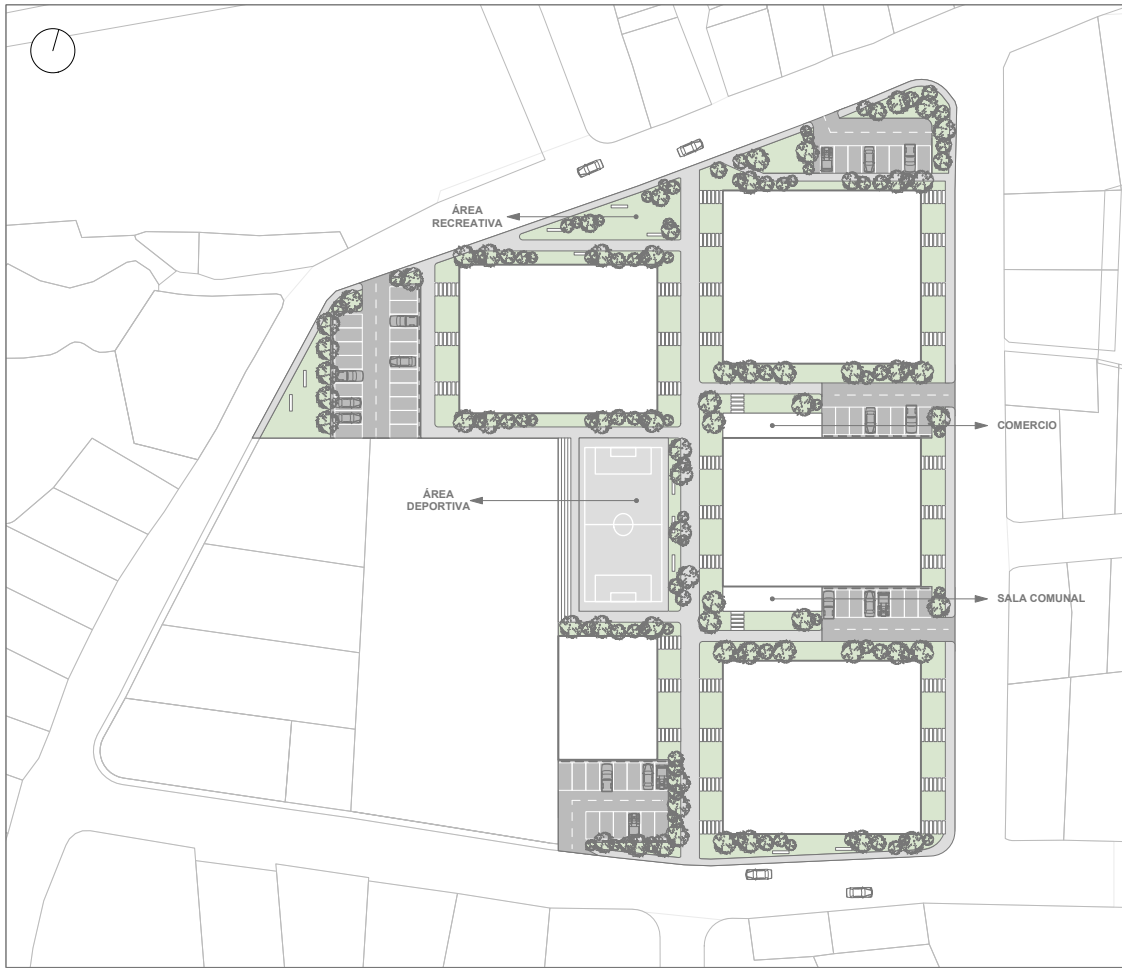 ÁREA
RECREATIVA
COMERCIO
ÁREA
DEPORTIVA
SALA COMUNAL